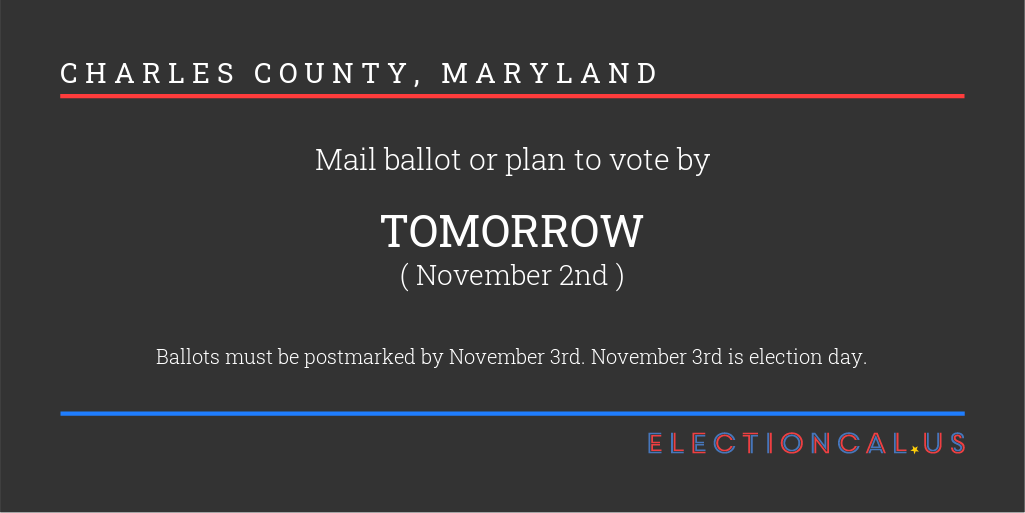 CHARLES COUNTY, MARYLAND
Mail ballot or plan to vote by
TOMORROW
( November 2nd )
Ballots must be postmarked by November 3rd. November 3rd is election day.
ELECTIONCAL★US